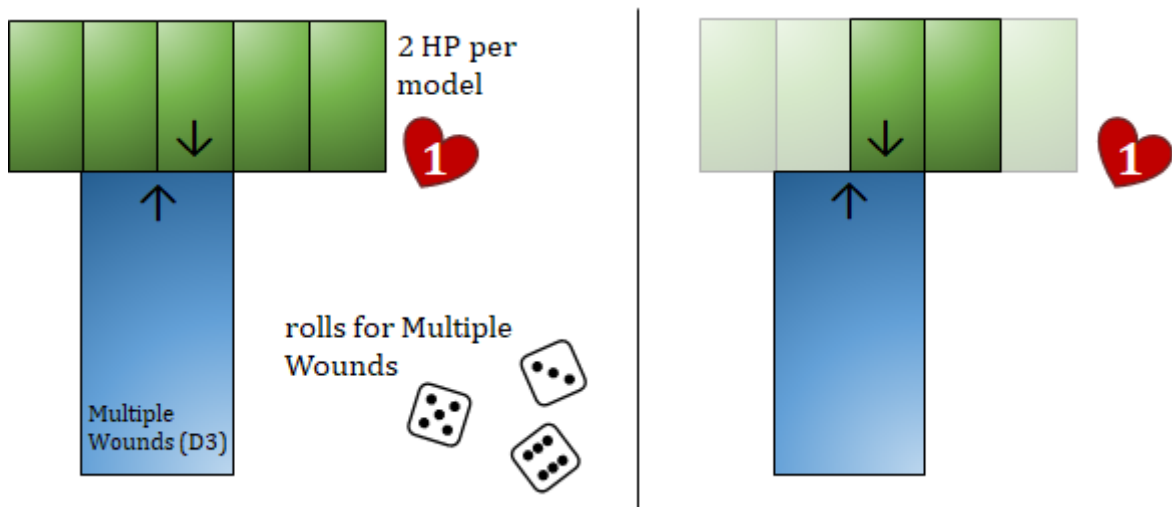 2 HP per
model
1
rolls for Multiple
Wounds
Multiple
Wounds (D3)
1